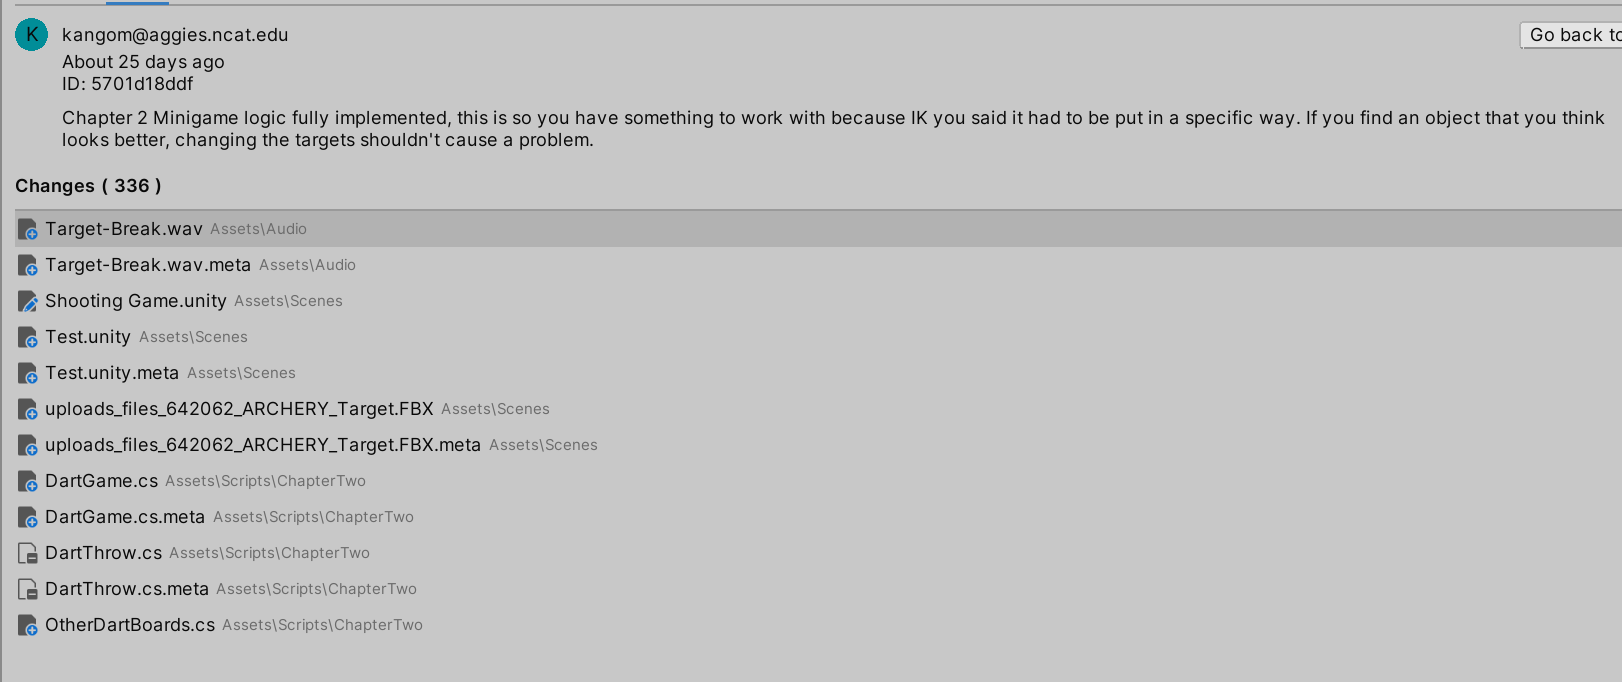 K
kangom@aggies.ncat.edu
Go back to
About 25 days ago
ID: 5701d18ddf
Chapter 2 Minigame logic fully implemented, this is so you have something to work with because IK you said it had to be put in a specific way. If you find an object that you think
looks better, changing the targets shouldn't cause a problem.
Changes ( 336 )
Target-Break.wav Assets\Audio
Target-Break.wav.meta Assets\Audio
Shooting Game.unity Assets\Scenes
Test.unity Assets\Scenes
Test.unity.meta Assets\Scenes
uploads_files_642062_ARCHERY_Target.FBX Assets\Scenes
uploads_files_642062_ARCHERY_Target.FBX.meta Assets\Scenes
DartGame.cs Assets\Scripts\ChapterTwo
DartGame.cs.meta Assets\Scripts\ChapterTwo
DartThrow.cs Assets\Scripts\ChapterTwo
DartThrow.cs.meta Assets\Scripts\ChapterTwo
OtherDartBoards.cs Assets\Scripts\ChapterTwo